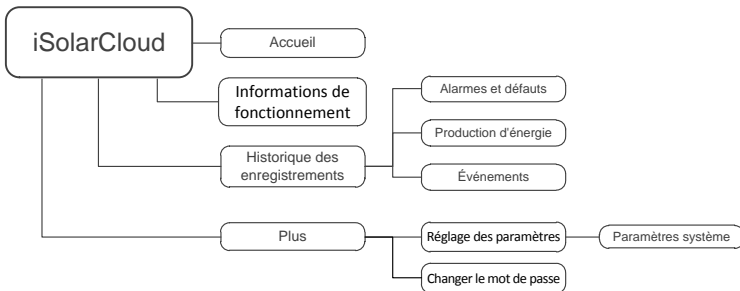 iSolarCloud
Accueil
Informations de
fonctionnement
Alarmes et défauts
Production d'énergie
Historique des
enregistrements
Événements
Plus
Réglage des paramètres
Paramètres système
Changer le mot de passe